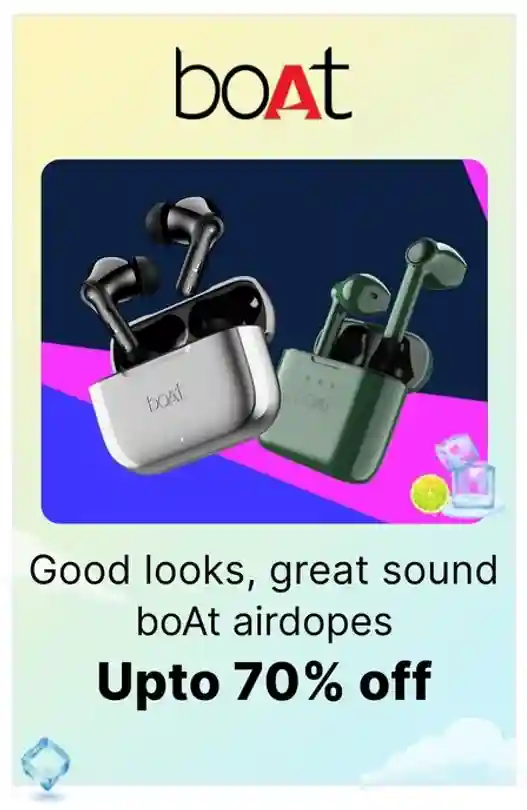 boAt
boAt
Good looks, great sound
boAt airdopes
Upto 70% off